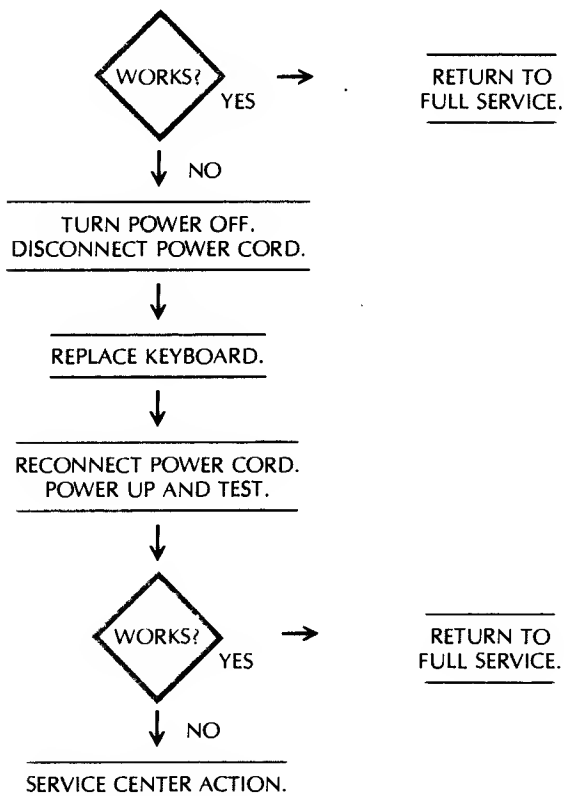 WORKS?
YES
RETURN TO
FULL SERVICE.
NO
TURN POWER OFF.
DISCONNECT POWER CORD.
REPLACE KEYBOARD.
RECONNECT POWER CORD.
POWER UP AND TEST.
WORKS?
YES
RETURN TO
FULL SERVICE.
NO
SERVICE CENTER ACTION.